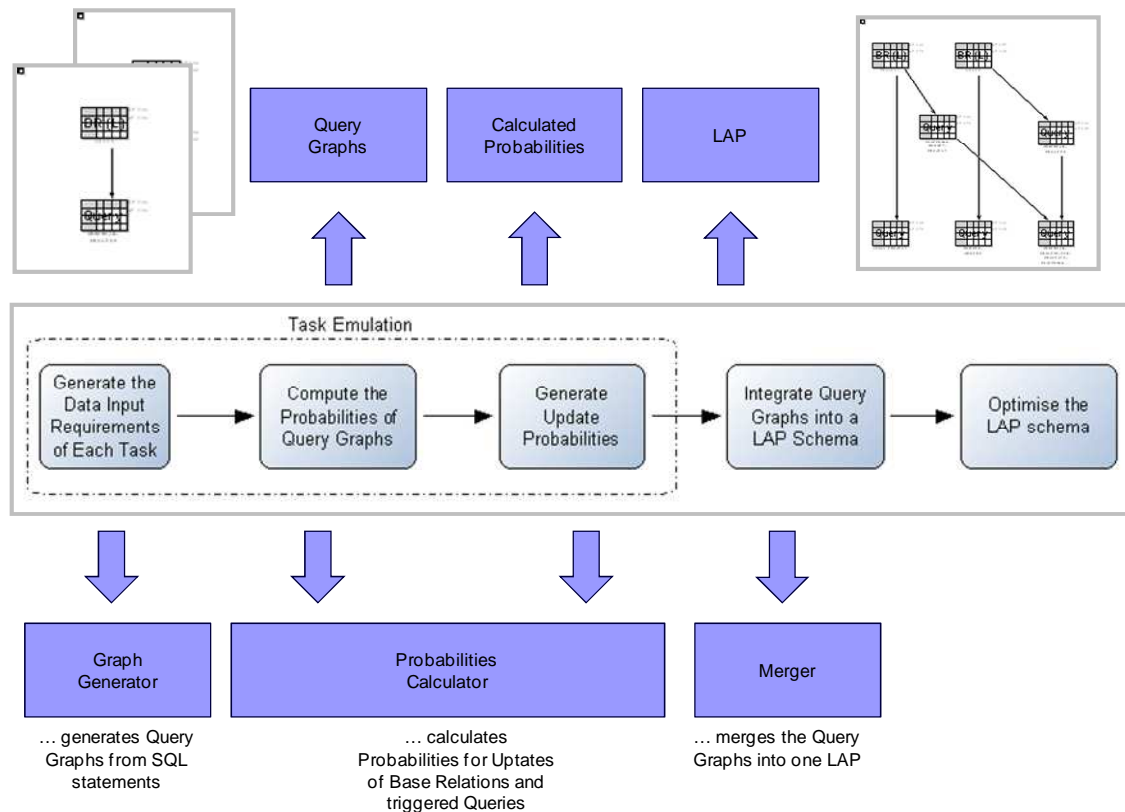 BR (L)
Query
Query
Graphs
Calculated
Probabilities
LAP
BR (L)
BR (L)
Query
Query
Query
Query
Query
Task Emulation
Generate the
Data Input
Requirements
of Each Task
Compute the
Probabilities of
Query Graphs
Generate
Update
Probabilities
Integrate Query
Graphs into a
LAP Schema
Optimise the
LAP schema
Graph
Generator
Probabilities
Calculator
Merger
... generates Query
Graphs from SQL
statements
... calculates
Probabilities for Uptates
of Base Relations and
triggered Queries
... merges the Query
Graphs into one LAP